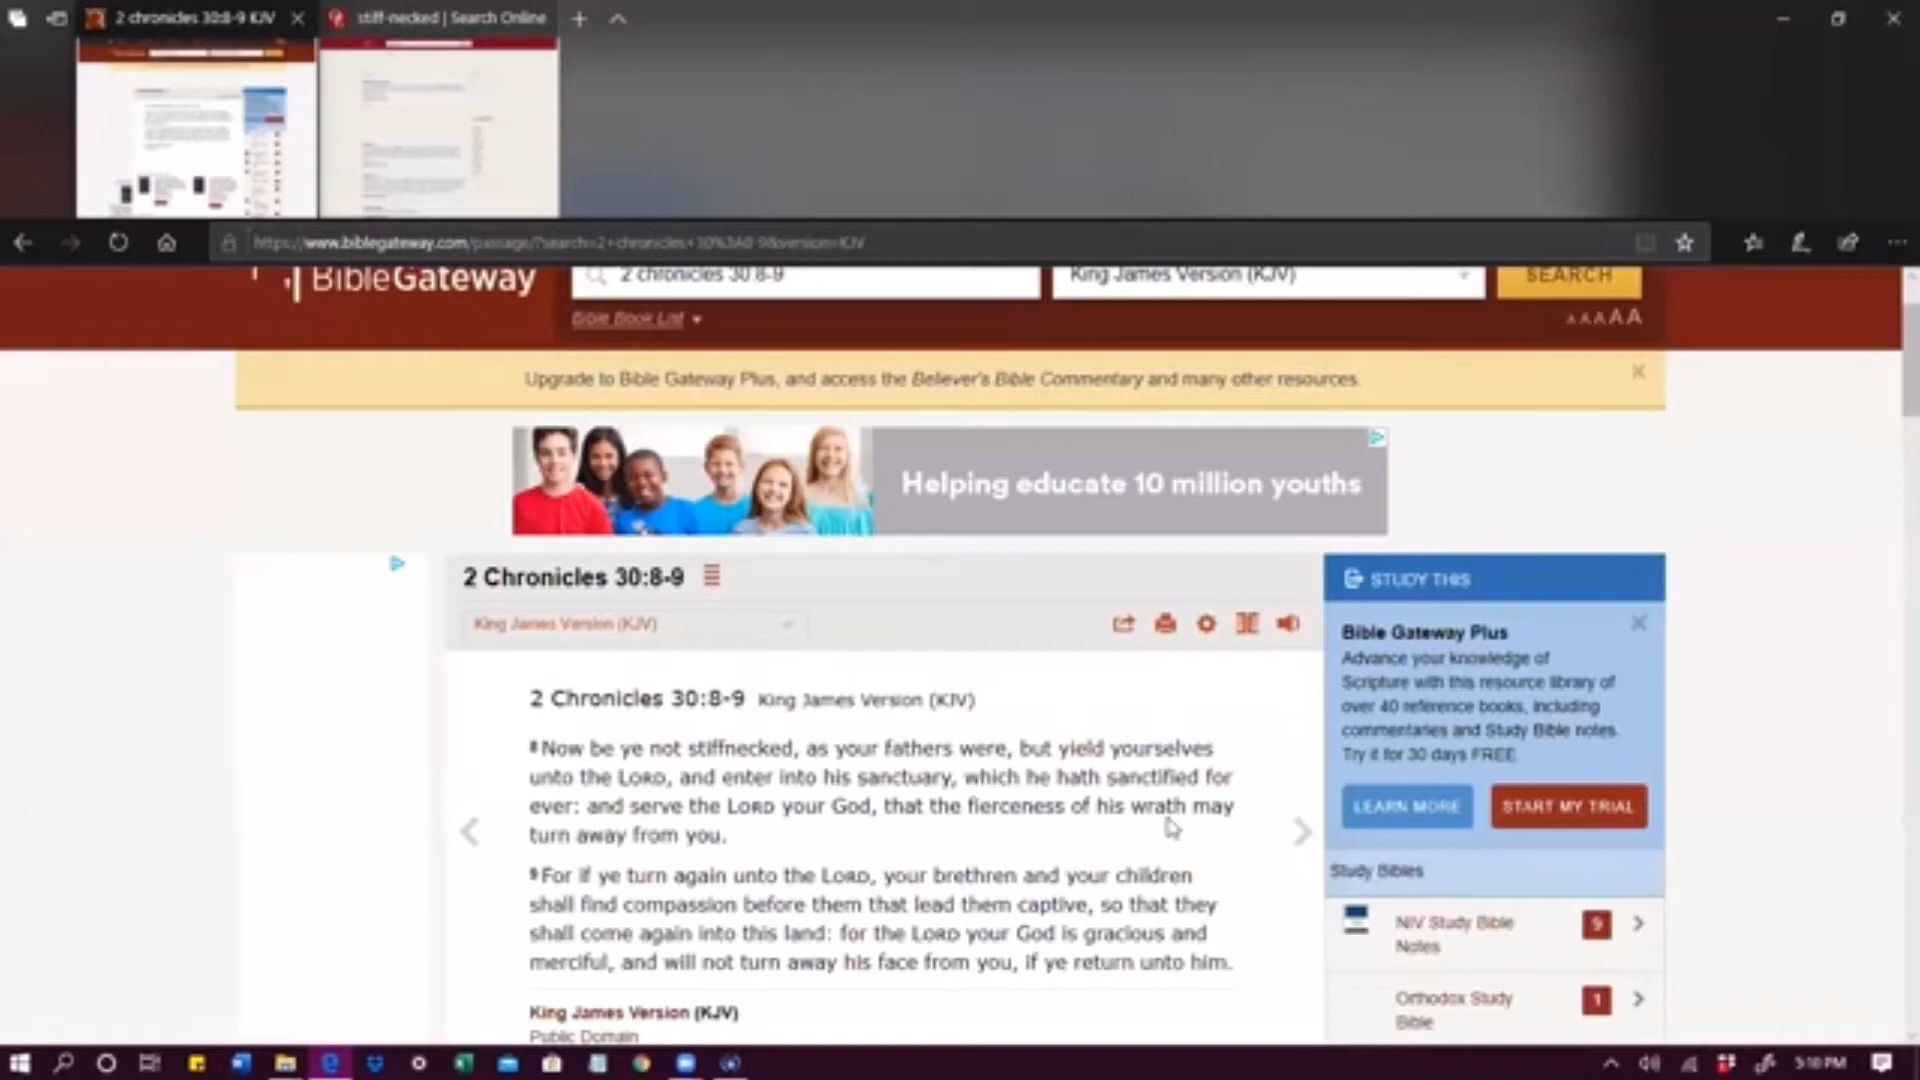 2 chronicles 30:8-9 KJV
stiff-necked | Search Online
https://www.biblegateway.com/passage/?search=2+chronicles+30%3A8-9&version=KJV
BibleGateway
2 chronicles 30:8-9
King James Version (KJV)
SEARCH
Bible Book List
A A A A A
Upgrade to Bible Gateway Plus, and access the Believer's Bible Commentary and many other resources.
Helping educate 10 million youths
2 Chronicles 30:8-9
King James Version (KJV)
2 Chronicles 30:8-9 King James Version (KJV)
8 Now be ye not stiffnecked, as your fathers were, but yield yourselves
unto the LORD, and enter into his sanctuary, which he hath sanctified for
ever: and serve the LORD your God, that the fierceness of his wrath may
turn away from you.
9 For if ye turn again unto the LORD, your brethren and your children
shall find compassion before them that lead them captive, so that they
shall come again into this land: for the LORD your God is gracious and
merciful, and will not turn away his face from you, if ye return unto him.
King James Version (KJV)
Public Domain
STUDY THIS
Bible Gateway Plus
Advance your knowledge of
Scripture with this resource library of
over 40 reference books, including
commentaries and Study Bible notes.
Try it for 30 days FREE
LEARN MORE
START MY TRIAL
Study Bibles
NIV Study Bible
Notes
9
Orthodox Study
Bible
1
5:10 PM